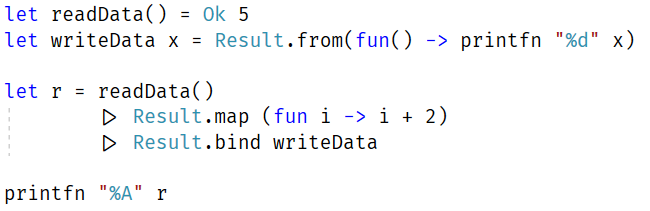 let readData() = Ok 5
let writeData x = Result.from(fun() -> printfn "%d" x)
let r = readData()
|> Result.map (fun i -> i + 2)
|> Result.bind writeData
printfn "%A" r